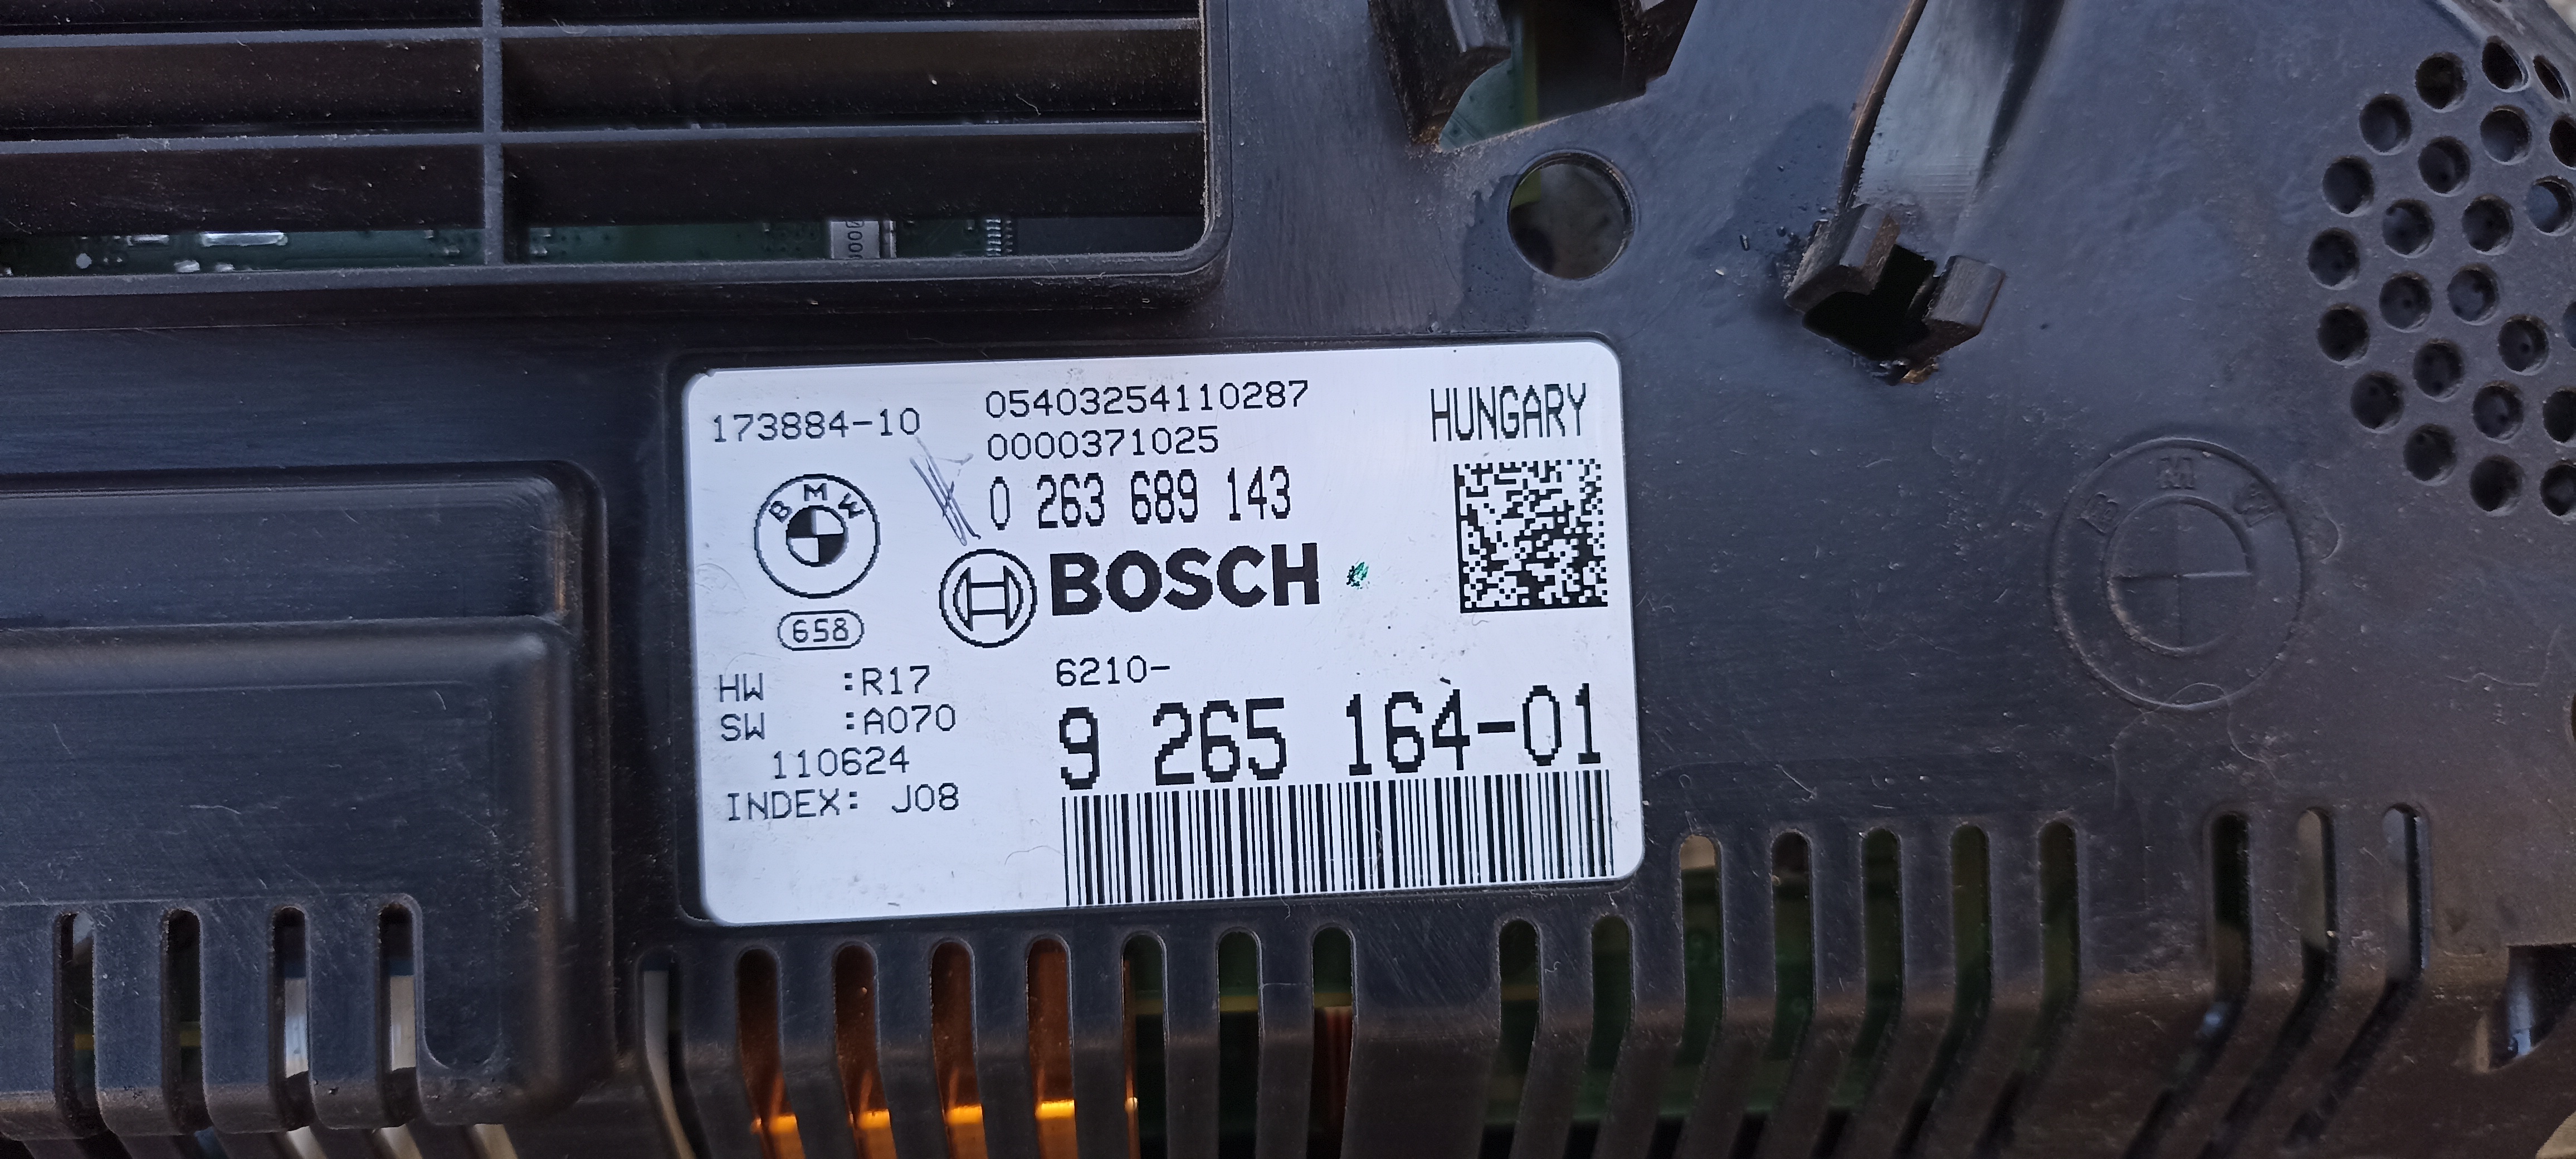 173884-10
05403254110287
0000371025
HUNGARY
0 263 689 143
BMW
BOSCH
658
6210-
HW :R17
SW :A070
110624
INDEX: J08
9 265 164-01
BMW